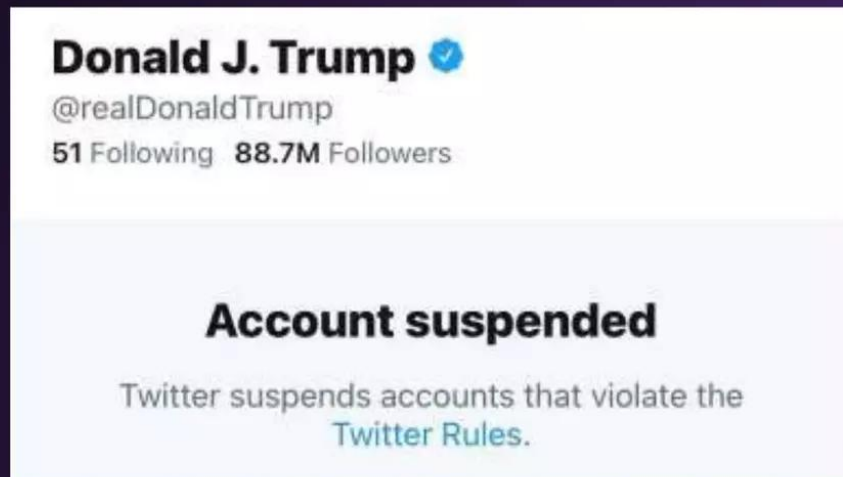 Donald J. Trump
@realDonaldTrump
51 Following 88.7M Followers
Account suspended
Twitter suspends accounts that violate the
Twitter Rules.